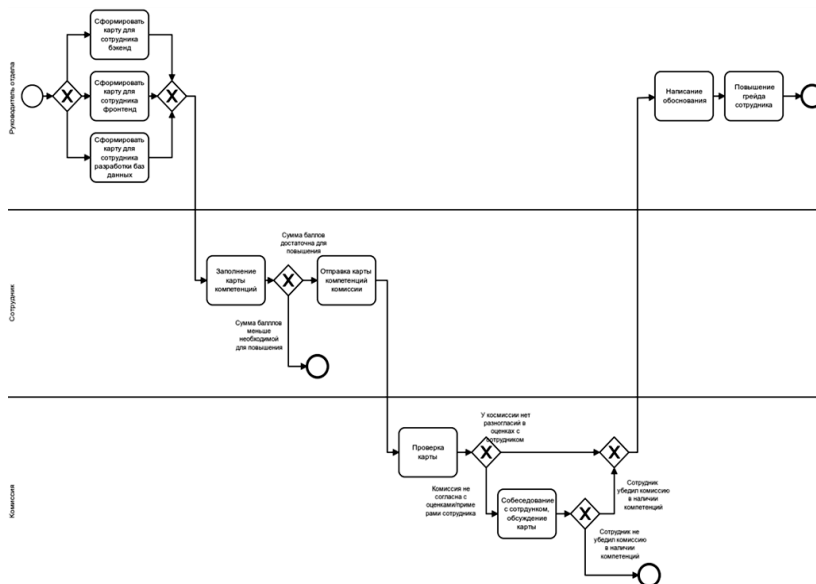 Руководитель отдела
Сформировать
карту для
сотрудника
бэкенд
Сформировать
карту для
сотрудника
фронтенд
Сформировать
карту для
сотрудника
разработки баз
данных
Написание
обоснования
Повышение
грейда
сотрудника
Сотрудник
Заполнение
карты
компетенций
Сумма баллов
достаточна для
повышения
Отправка карты
компетенций
комиссии
Сумма балллов
меньше
необходимой
для повышения
Комиссия
Проверка
карты
У космиссии нет
разногласий в
оценках с
сотрудником
Комиссия не
согласна с
оценками/приме
рами сотрудника
Собеседование
с сотрдунком,
обсуждение
карты
Сотрудник
убедил комиссию
в наличии
компетенций
Сотрудник не
убедил комиссию
в наличии
компетенций